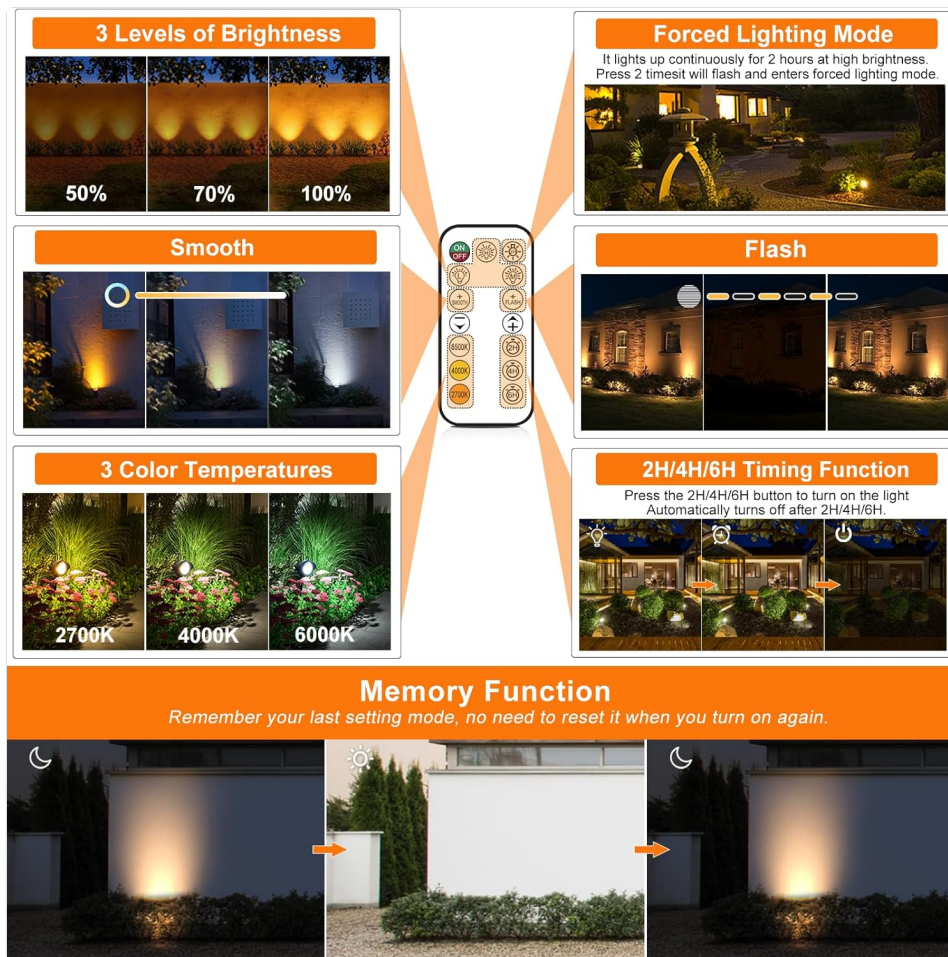 3 Levels of Brightness
50%
70%
100%
Forced Lighting Mode
It lights up continuously for 2 hours at high brightness.
Press 2 timesit will flash and enters forced lighting mode.
Smooth
ON
OFF
L
M
+
SMOOTH
+
FLASH
6500K
2H
4000K
4H
2700K
6H
Flash
3 Color Temperatures
2700K
4000K
6000K
2H/4H/6H Timing Function
Press the 2H/4H/6H button to turn on the light
Automatically turns off after 2H/4H/6H.
Memory Function
Remember your last setting mode, no need to reset it when you turn on again.